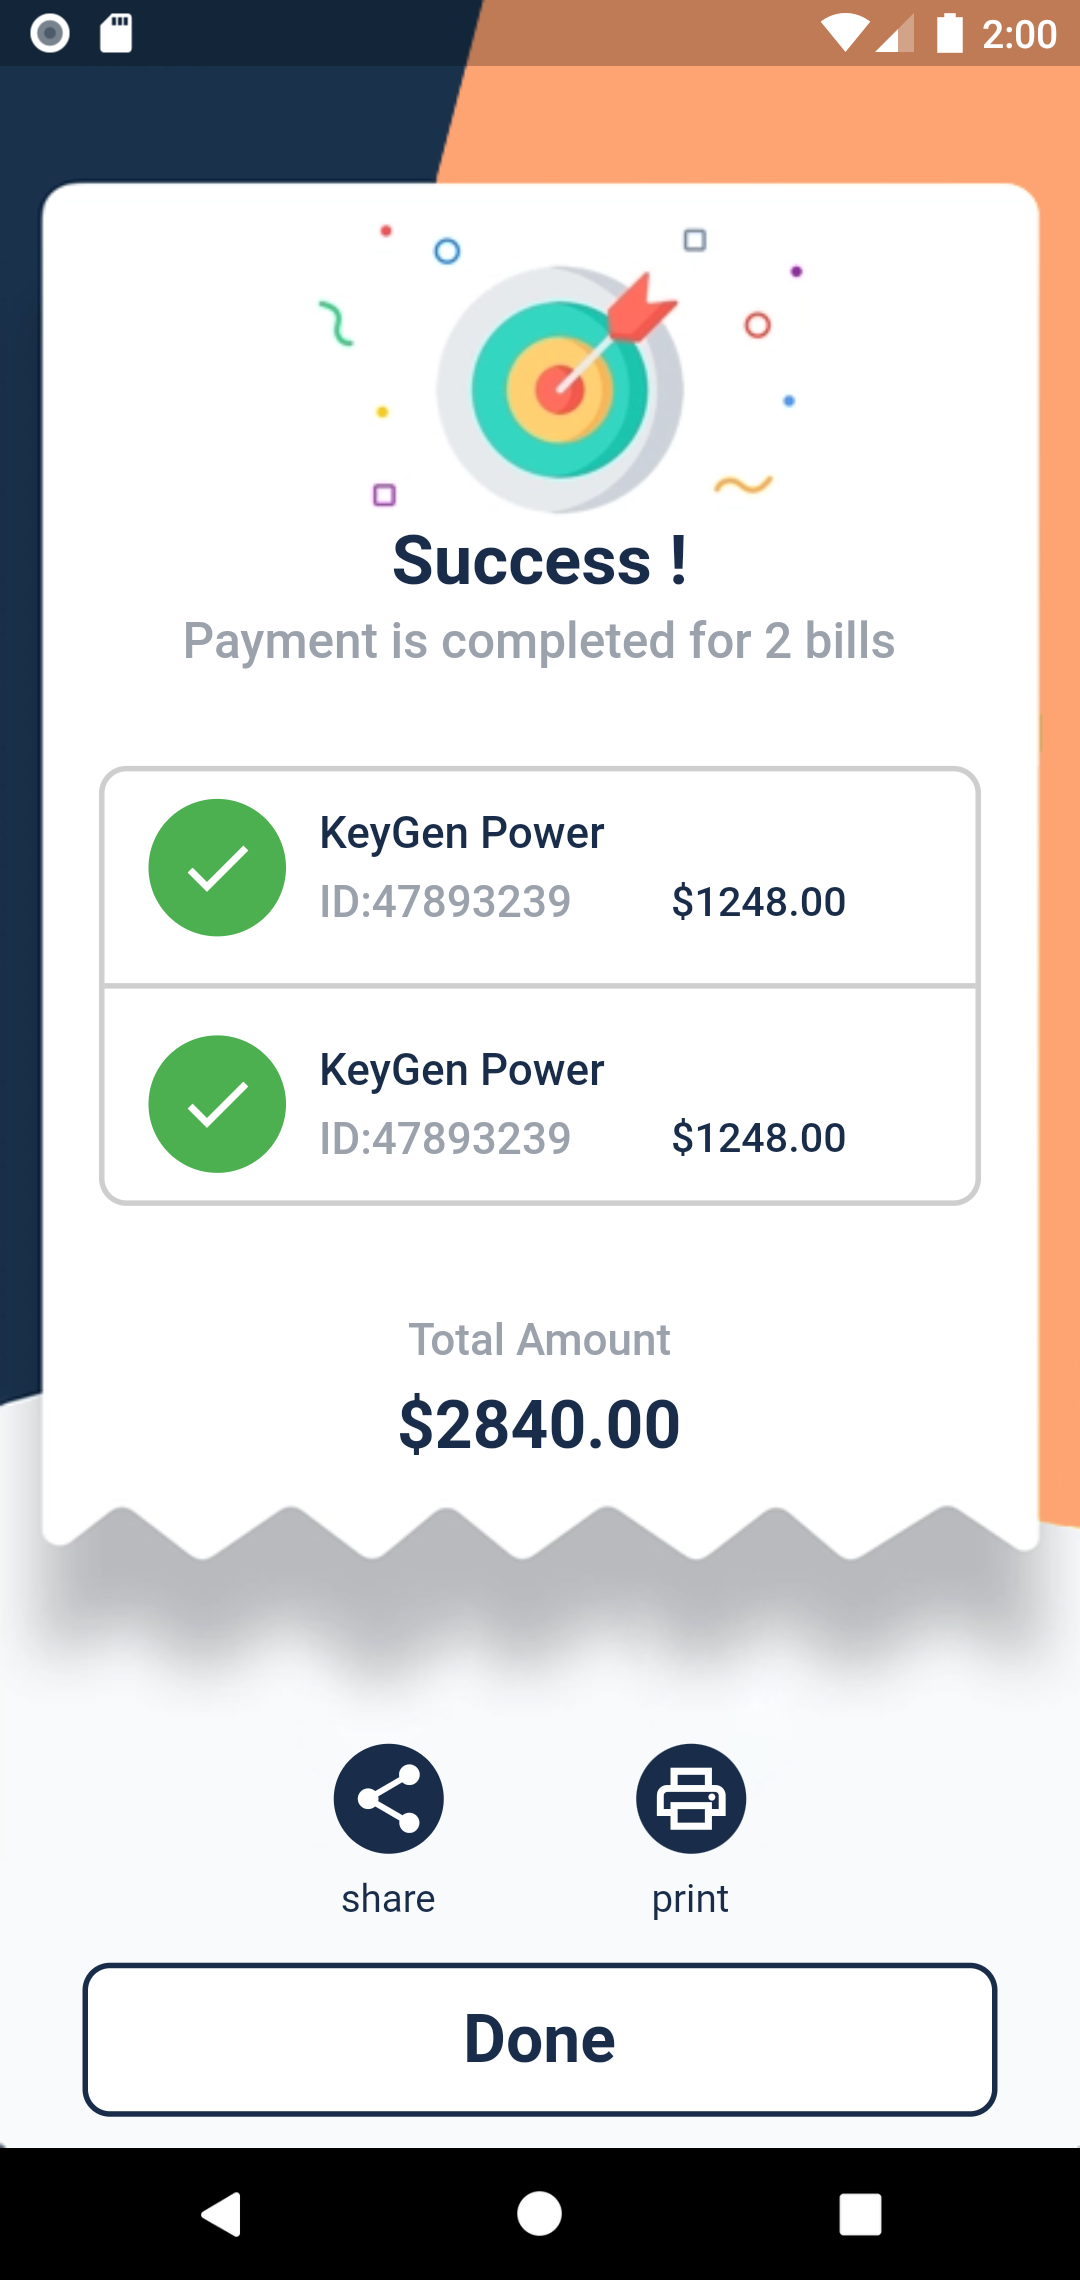 2:00
Success !
Payment is completed for 2 bills
KeyGen Power
ID:47893239 $1248.00
KeyGen Power
ID:47893239 $1248.00
Total Amount
$2840.00
share print
Done